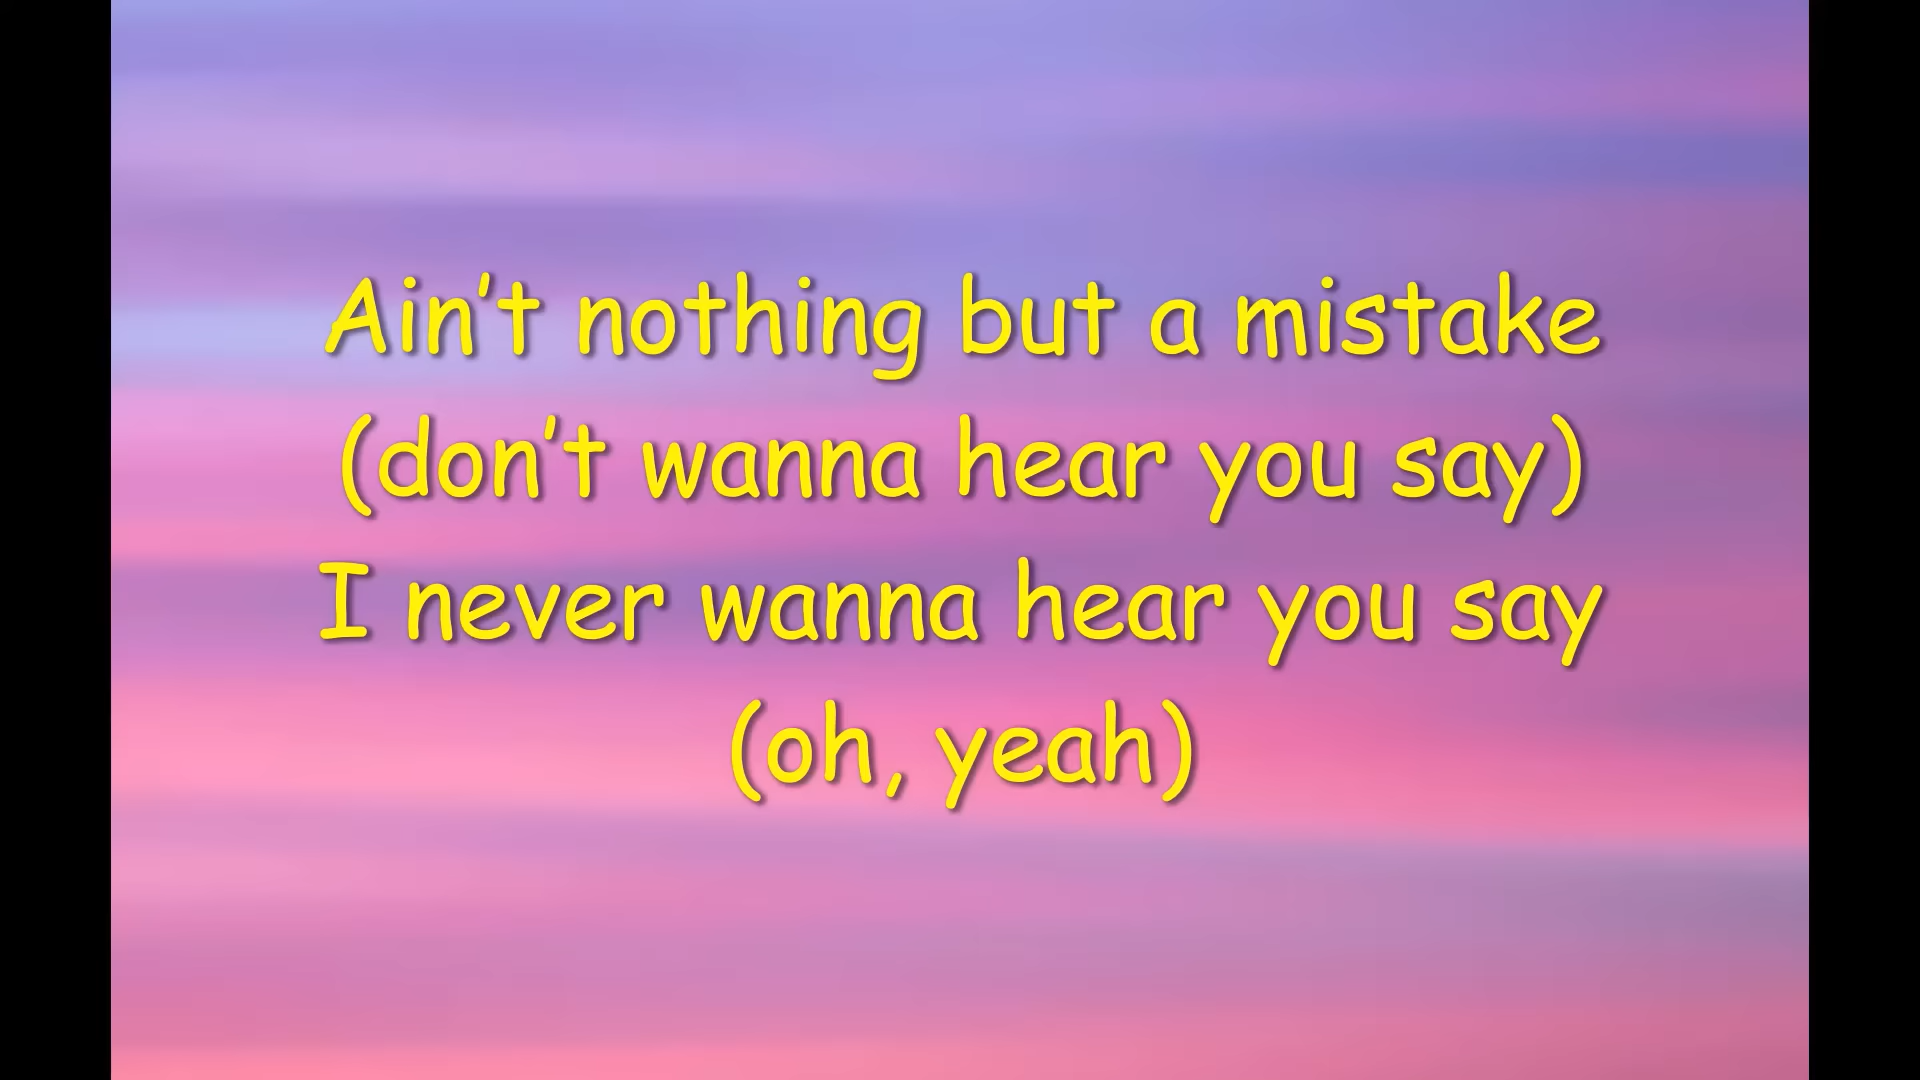 Ain’t nothing but a mistake
(don’t wanna hear you say)
I never wanna hear you say
(oh, yeah)